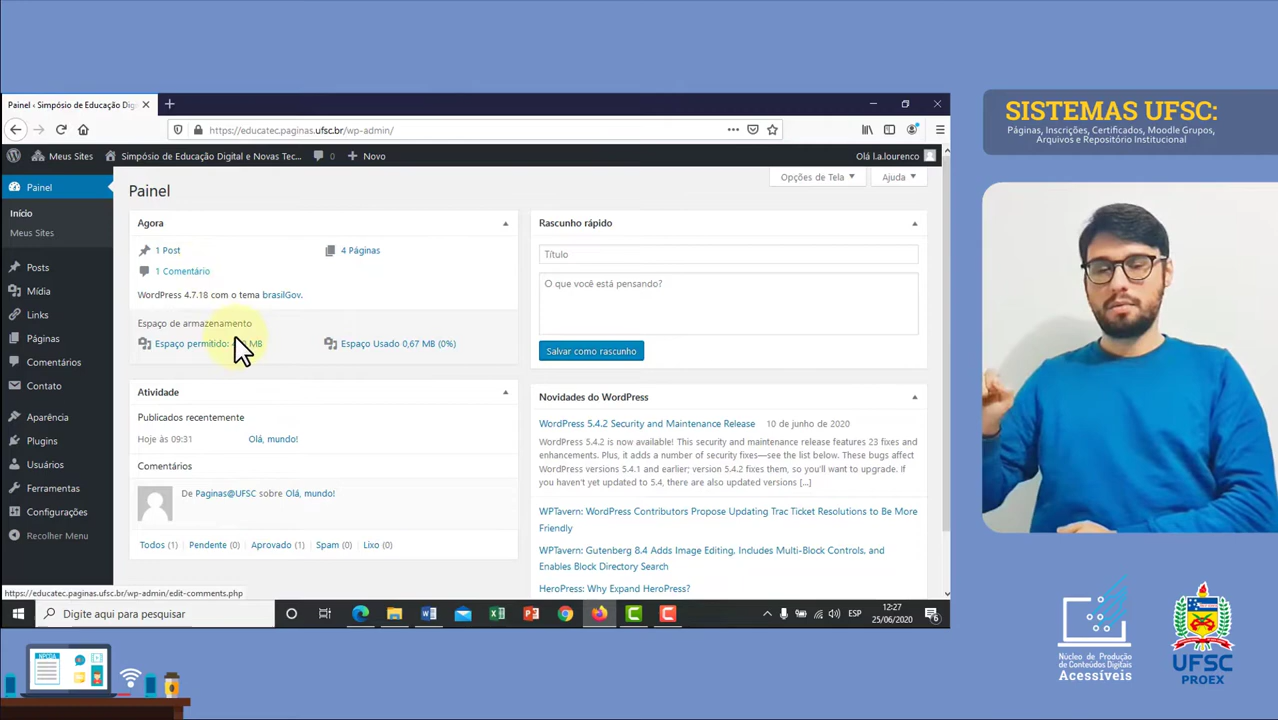 Painel ‹ Simpósio de Educação Dig
https://educatec.paginas.ufsc.br/wp-admin/
Meus Sites
Simpósio de Educação Digital e Novas Tec...
0
Novo
Olá l.a.lourenco
Painel
Início
Meus Sites
Posts
Mídia
Links
Páginas
Comentários
Contato
Aparência
Plugins
Usuários
Ferramentas
Configurações
Recolher Menu
Painel
Opções de Tela
Ajuda
Agora
1 Post
4 Páginas
1 Comentário
WordPress 4.7.18 com o tema brasilGov.
Espaço de armazenamento
Espaço permitido: MB
Espaço Usado 0,67 MB (0%)
Atividade
Publicados recentemente
Hoje às 09:31
Olá, mundo!
Comentários
De Paginas@UFSC sobre Olá, mundo!
Todos (1) | Pendente (0) | Aprovado (1) | Spam (0) | Lixo (0)
Rascunho rápido
Título
O que você está pensando?
Salvar como rascunho
Novidades do WordPress
WordPress 5.4.2 Security and Maintenance Release 10 de junho de 2020
WordPress 5.4.2 is now available! This security and maintenance release features 23 fixes and
enhancements. Plus, it adds a number of security fixes—see the list below. These bugs affect
WordPress versions 5.4.1 and earlier; version 5.4.2 fixes them, so you'll want to upgrade. If
you haven't yet updated to 5.4, there are also updated versions [...]
WPTavern: WordPress Contributors Propose Updating Trac Ticket Resolutions to Be More
Friendly
WPTavern: Gutenberg 8.4 Adds Image Editing, Includes Multi-Block Controls, and
Enables Block Directory Search
HeroPress: Why Expand HeroPress?
https://educatec.paginas.ufsc.br/wp-admin/edit-comments.php
Digite aqui para pesquisar
ESP
12:27
25/06/2020
6
SISTEMAS UFSC:
Páginas, Inscrições, Certificados, Moodle Grupos,
Arquivos e Repositório Institucional
Núcleo de Produção
de Conteúdos Digitais
Acessíveis
UFSC
PROEX
NPCDA